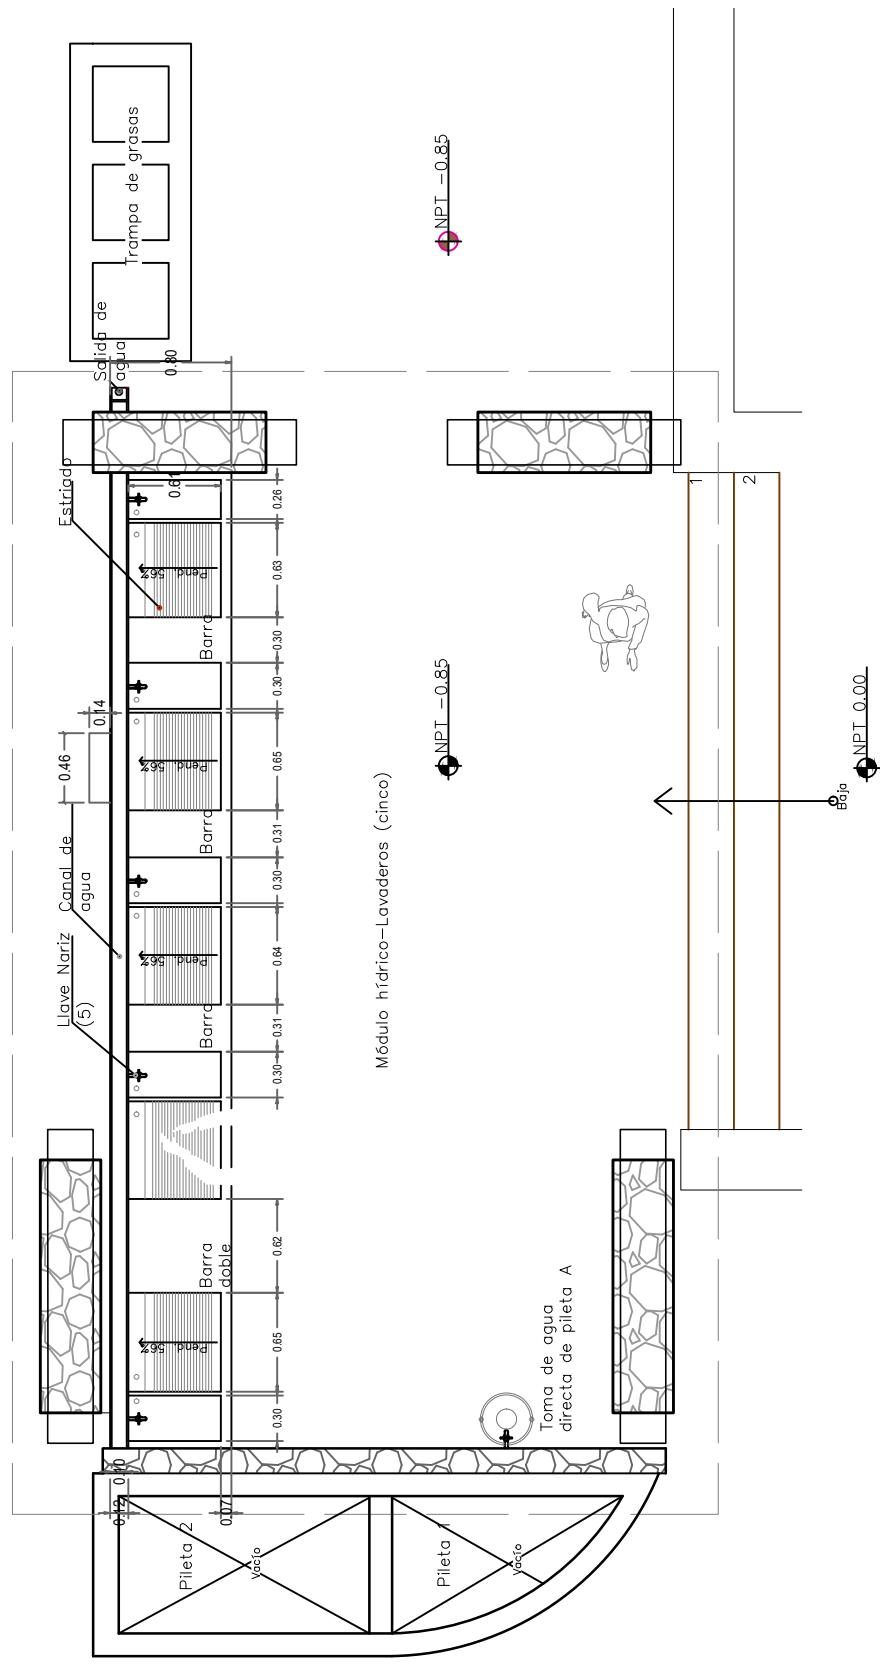 Trampa de grasas
Salida de
agua
0.80
NPT −0.85
Estriado
0.61
0.26
Pend. 56%
0.63
Barra
0.30
0.30
0.14
0.46
Pend. 56%
0.65
Barra
0.31
Canal de
agua
0.30
Pend. 56%
0.64
Llave Nariz
(5)
Barra
0.31
0.30
0.62
Barra
doble
Pend. 56%
0.65
0.30
Módulo hídrico−Lavaderos (cinco)
NPT −0.85
1
2
NPT 0.00
Baja
Toma de agua
directa de pileta A
0.10
0.12
0.07
Pileta 2
Vacío
Pileta 1
Vacío